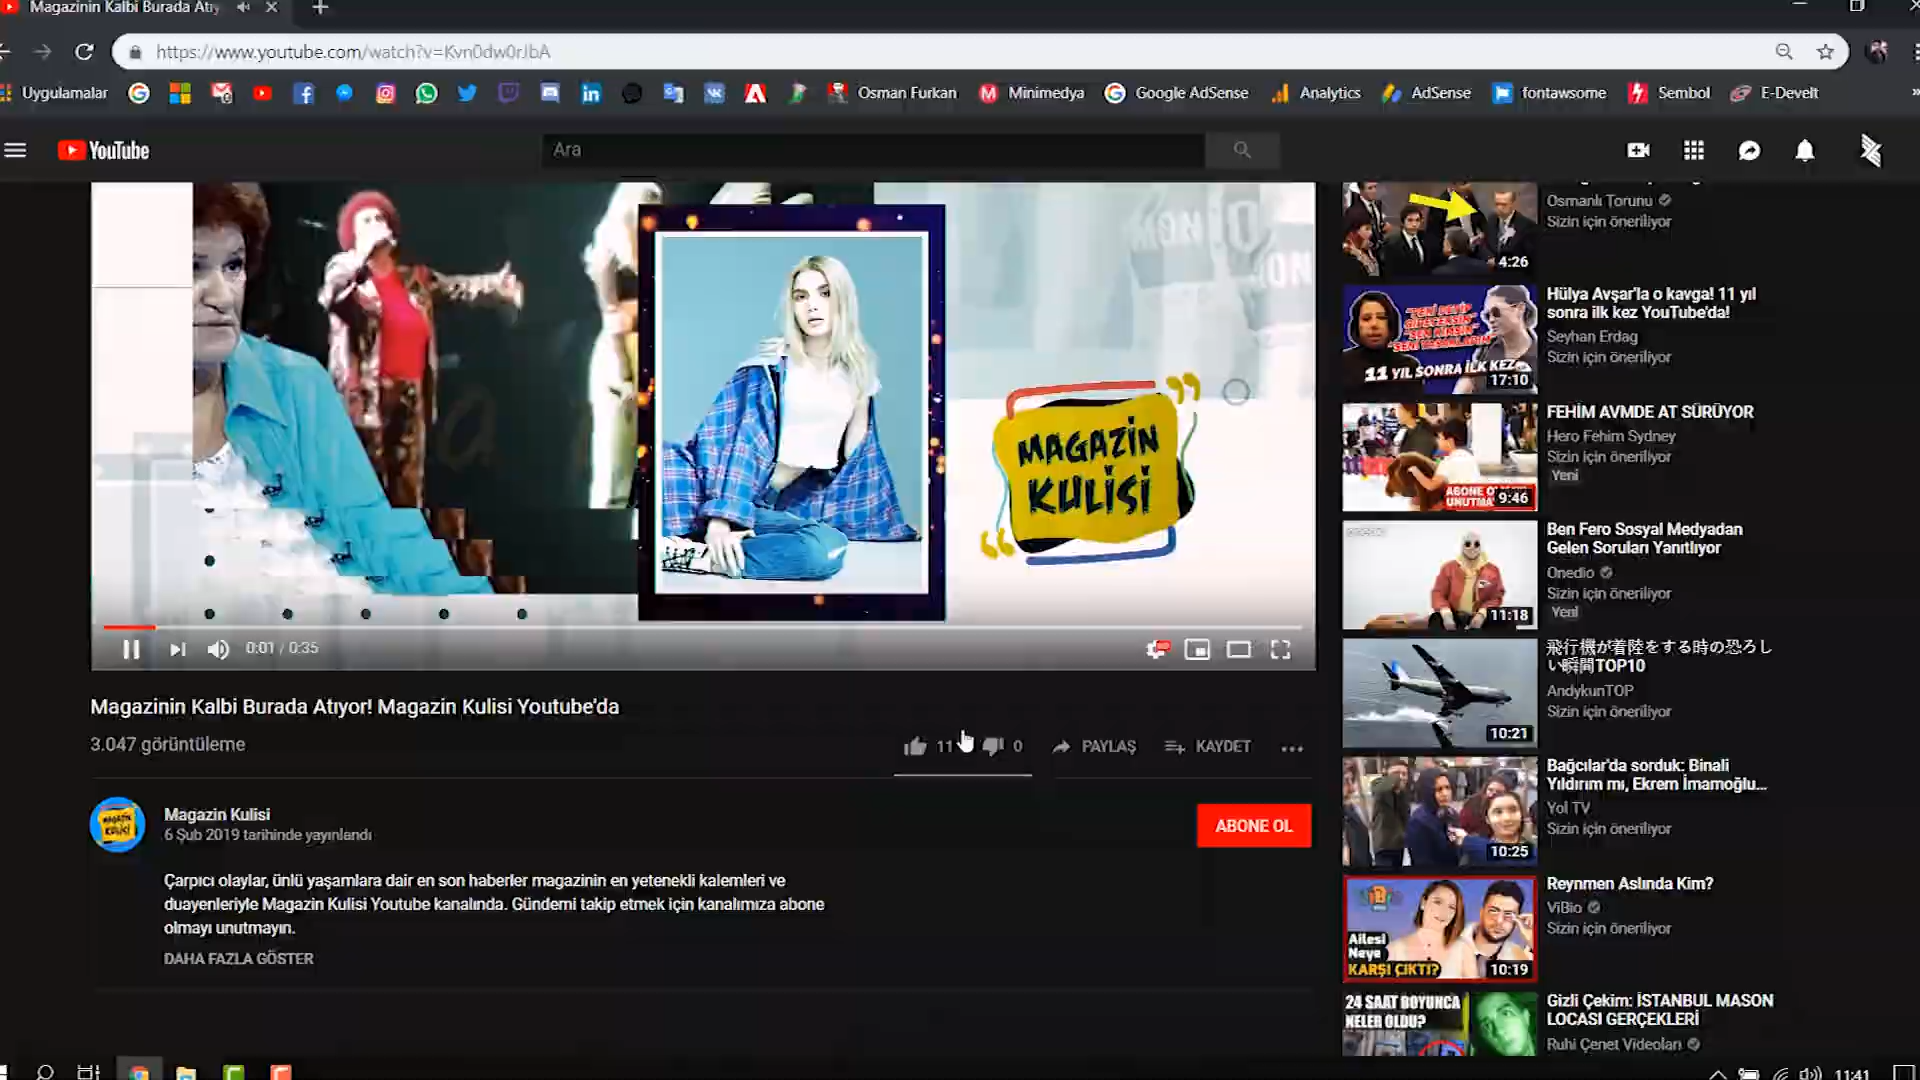 Magazinin Kalbi Burada Atıy
https://www.youtube.com/watch?v=Kvn0dw0rJbA
Uygulamalar
Osman Furkan
Minimedya
Google AdSense
Analytics
AdSense
fontawsome
Sembol
E-Develt
YouTube
Ara
MAGAZİN
KULİSİ
0:01 / 0:35
Magazinin Kalbi Burada Atıyor! Magazin Kulisi Youtube'da
3.047 görüntüleme
11
0
PAYLAŞ
KAYDET
Magazin Kulisi
6 Şub 2019 tarihinde yayınlandı
ABONE OL
Çarpıcı olaylar, ünlü yaşamlara dair en son haberler magazinin en yetenekli kalemleri ve
duayenleriyle Magazin Kulisi Youtube kanalında. Gündemi takip etmek için kanalımıza abone
olmayı unutmayın.
DAHA FAZLA GÖSTER
Osmanlı Torunu
Sizin için öneriliyor
4:26
Hülya Avşar'la o kavga! 11 yıl
sonra ilk kez YouTube'da!
Seyhan Erdag
Sizin için öneriliyor
11 YIL SONRA İLK KEZ
17:10
FEHİM AVMDE AT SÜRÜYOR
Hero Fehim Sydney
Sizin için öneriliyor
Yeni
9:46
Ben Fero Sosyal Medyadan
Gelen Soruları Yanıtlıyor
Onedio
Sizin için öneriliyor
Yeni
11:18
飛行機が着陸をする時の恐ろし
い瞬間TOP10
AndykunTOP
Sizin için öneriliyor
10:21
Bağcılar'da sorduk: Binali
Yıldırım mı, Ekrem İmamoğlu...
Yol TV
Sizin için öneriliyor
10:25
Reynmen Aslında Kim?
ViBio
Sizin için öneriliyor
Ailesi
Neye
KARŞI ÇIKTI?
10:19
Gizli Çekim: İSTANBUL MASON
LOCASI GERÇEKLERİ
Ruhi Çenet Videoları
24 SAAT BOYUNCA
NELER OLDU?
11:41